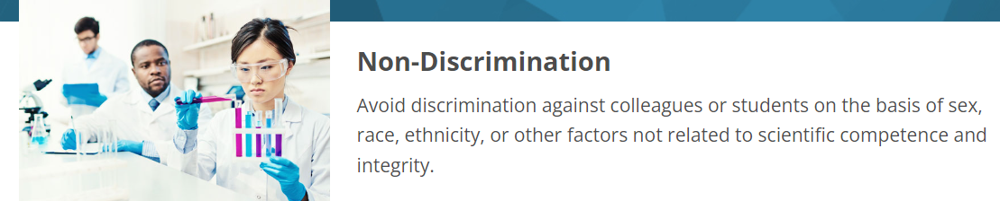 Non-Discrimination
Avoid discrimination against colleagues or students on the basis of sex,
race, ethnicity, or other factors not related to scientific competence and
integrity.